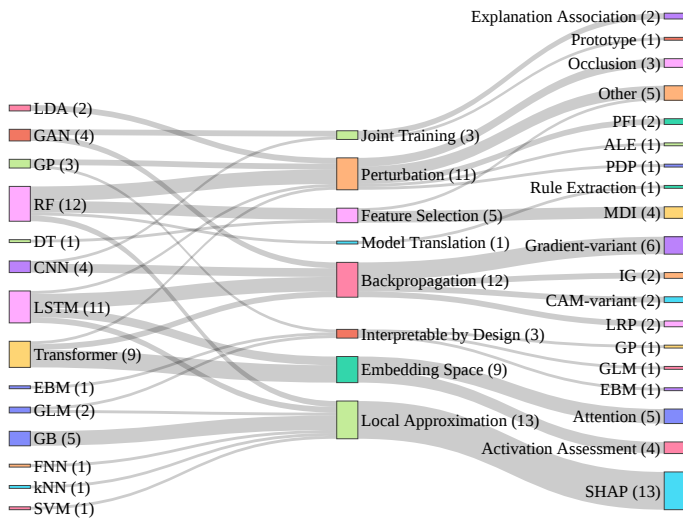 LDA (2)
GAN (4)
GP (3)
RF (12)
DT (1)
CNN (4)
LSTM (11)
Transformer (9)
EBM (1)
GLM (2)
GB (5)
FNN (1)
kNN (1)
SVM (1)
Joint Training (3)
Perturbation (11)
Feature Selection (5)
Model Translation (1)
Backpropagation (12)
Interpretable by Design (3)
Embedding Space (9)
Local Approximation (13)
Explanation Association (2)
Prototype (1)
Occlusion (3)
Other (5)
PFI (2)
ALE (1)
PDP (1)
Rule Extraction (1)
MDI (4)
Gradient-variant (6)
IG (2)
CAM-variant (2)
LRP (2)
GP (1)
GLM (1)
EBM (1)
Attention (5)
Activation Assessment (4)
SHAP (13)